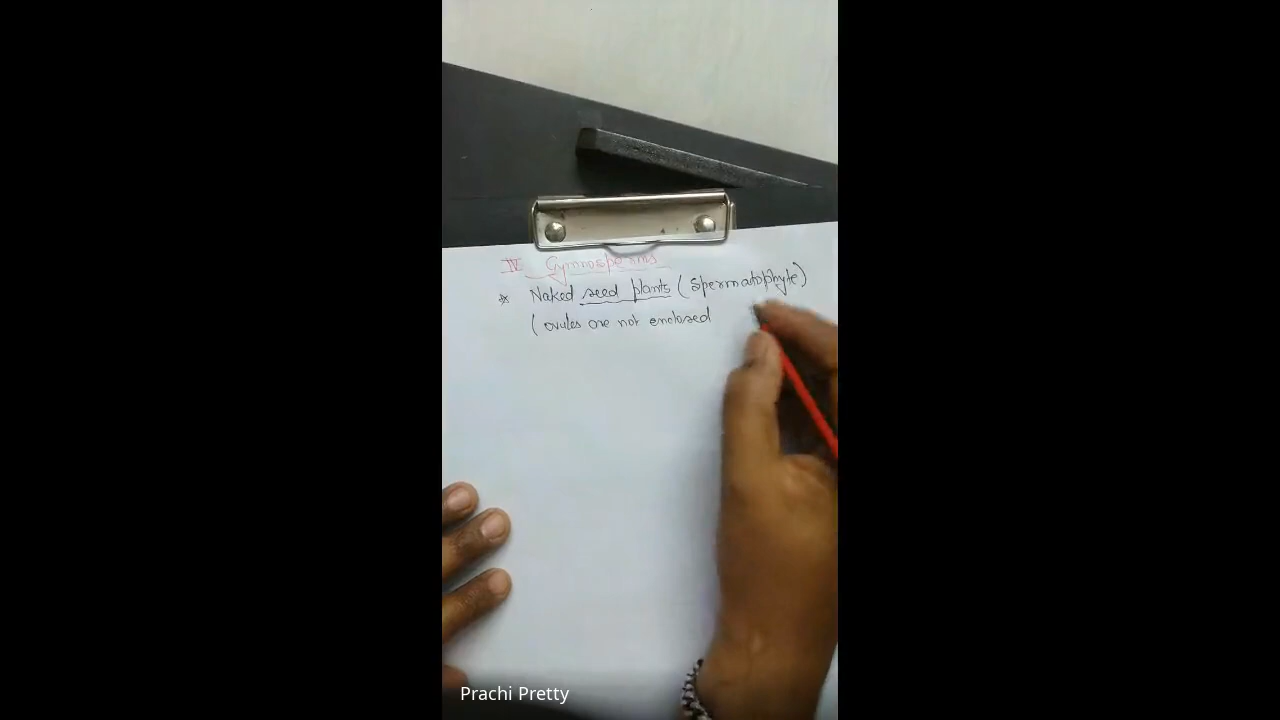 IV Gymnosperms
* Naked seed plants (Spermatophyte)
( ovules are not enclosed
Prachi Pretty